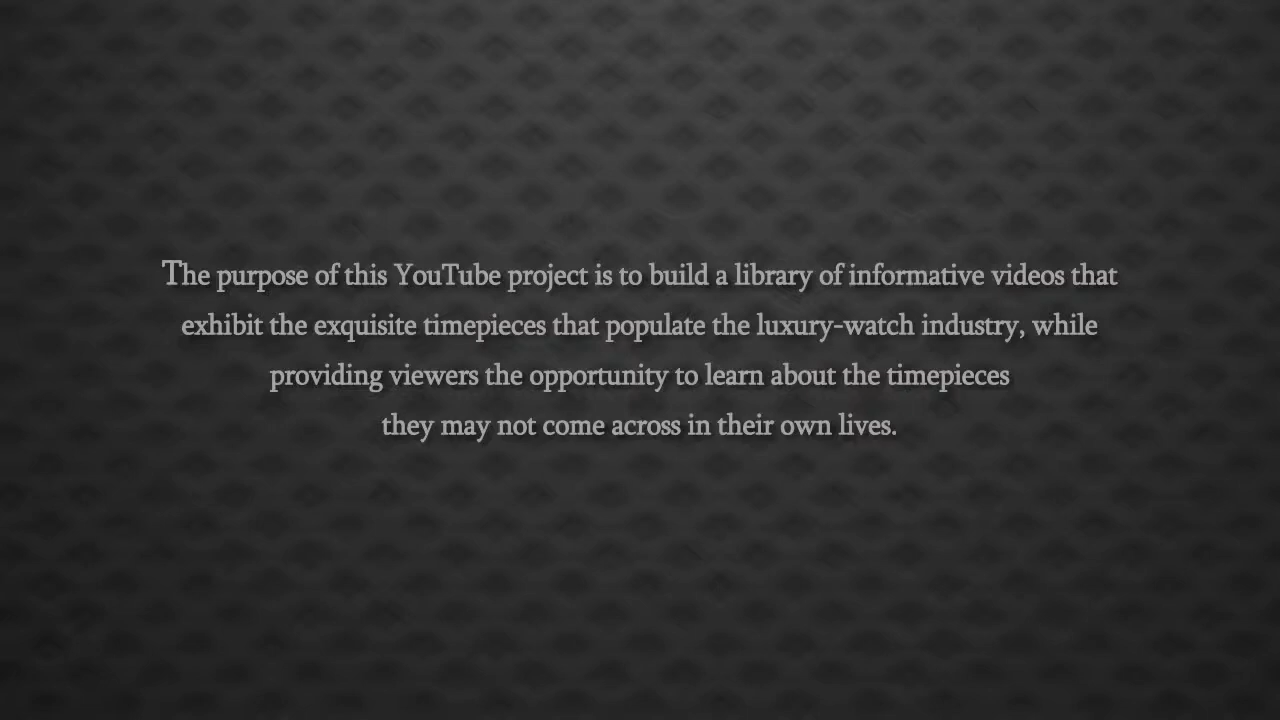 The purpose of this YouTube project is to build a library of informative videos that
exhibit the exquisite timepieces that populate the luxury-watch industry, while
providing viewers the opportunity to learn about the timepieces
they may not come across in their own lives.